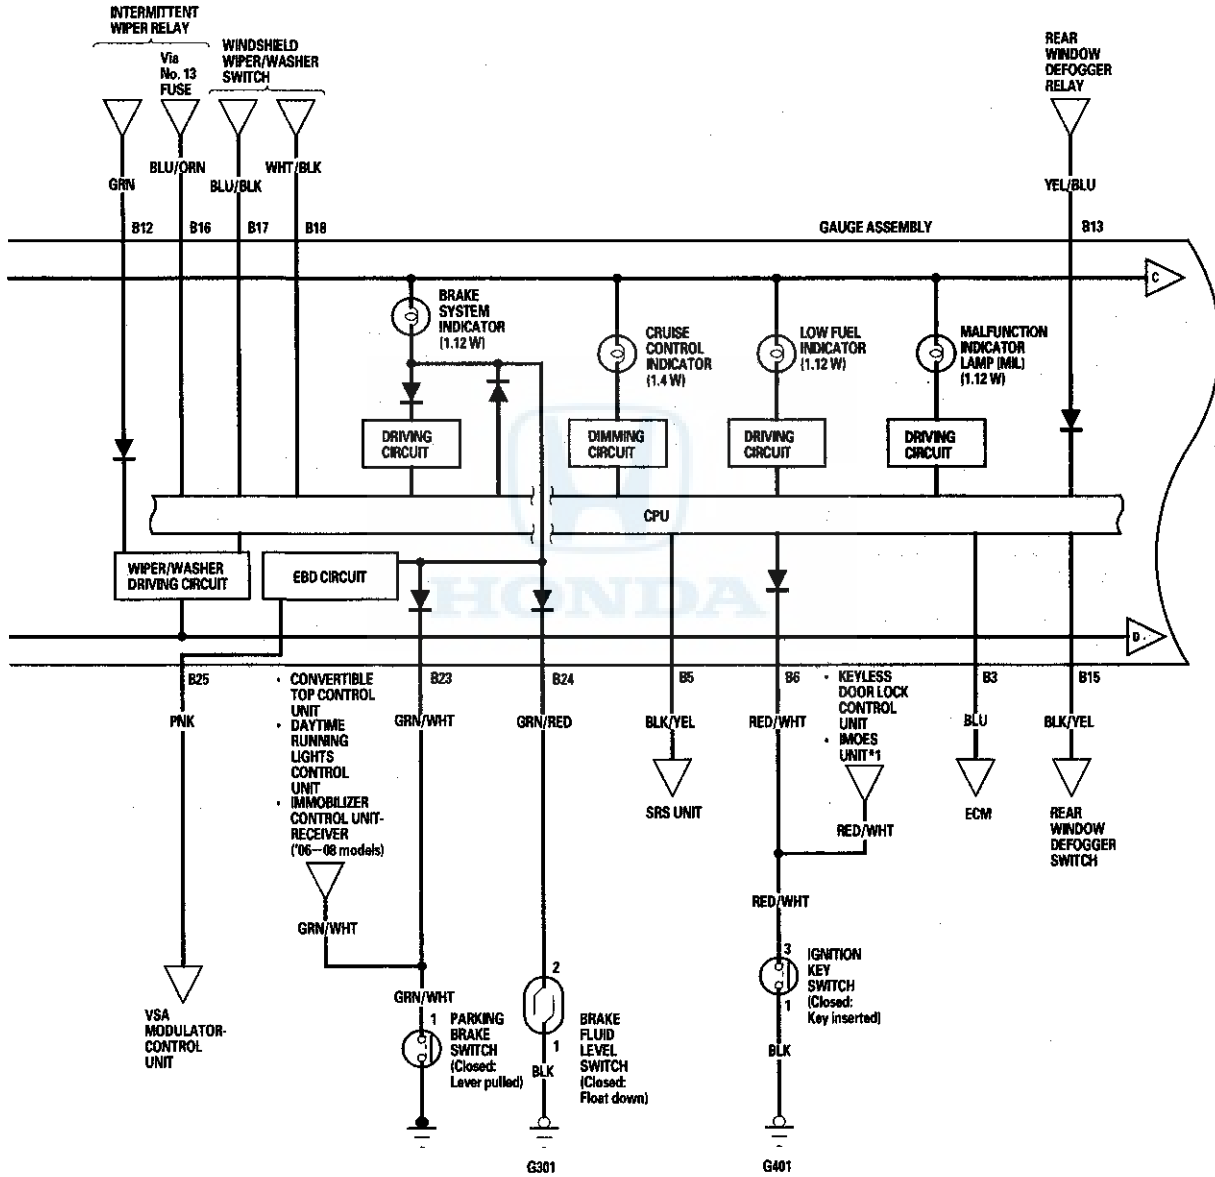 INTERMITTENT
WIPER RELAY
Via
No. 13
FUSE
WINDSHIELD
WIPER/WASHER
SWITCH
REAR
WINDOW
DEFOGGER
RELAY
GRN
BLU/ORN
BLU/BLK
WHT/BLK
YEL/BLU
B12
B16
B17
B18
GAUGE ASSEMBLY
B13
C
BRAKE
SYSTEM
INDICATOR
(1.12 W)
CRUISE
CONTROL
INDICATOR
(1.4 W)
LOW FUEL
INDICATOR
(1.12 W)
MALFUNCTION
INDICATOR
LAMP (MIL)
(1.12 W)
DRIVING
CIRCUIT
DIMMING
CIRCUIT
DRIVING
CIRCUIT
DRIVING
CIRCUIT
CPU
WIPER/WASHER
DRIVING CIRCUIT
EBD CIRCUIT
HONDA
D
B25
B23
B24
B5
B6
B3
B15
PNK
• CONVERTIBLE
TOP CONTROL
UNIT
• DAYTIME
RUNNING
LIGHTS
CONTROL
UNIT
• IMMOBILIZER
CONTROL UNIT-
RECEIVER
('06—08 models)
GRN/WHT
GRN/RED
BLK/YEL
RED/WHT
• KEYLESS
DOOR LOCK
CONTROL
UNIT
• IMOES
UNIT*1
BLU
BLK/YEL
SRS UNIT
RED/WHT
ECM
REAR
WINDOW
DEFOGGER
SWITCH
GRN/WHT
RED/WHT
VSA
MODULATOR-
CONTROL
UNIT
GRN/WHT
1
PARKING
BRAKE
SWITCH
(Closed:
Lever pulled)
2
1
BLK
BRAKE
FLUID
LEVEL
SWITCH
(Closed:
Float down)
3
1
IGNITION
KEY
SWITCH
(Closed:
Key inserted)
BLK
G301
G401